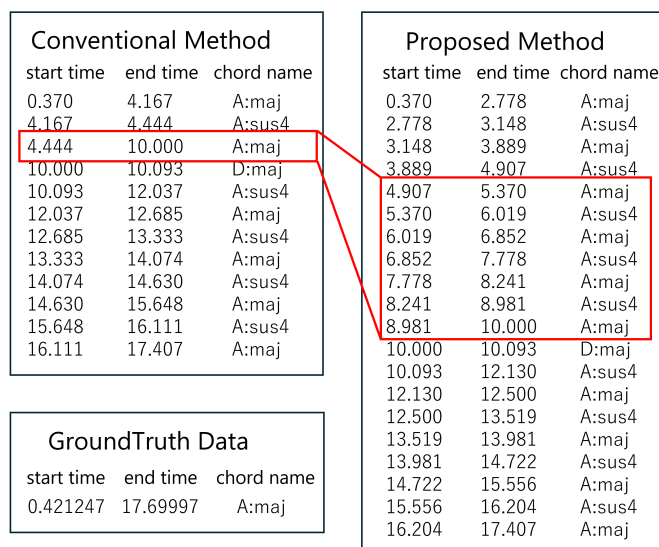 Conventional Method
start time end time chord name
0.370 4.167 A:maj
4.167 4.444 A:sus4
4.444 10.000 A:maj
10.000 10.093 D:maj
10.093 12.037 A:sus4
12.037 12.685 A:maj
12.685 13.333 A:sus4
13.333 14.074 A:maj
14.074 14.630 A:sus4
14.630 15.648 A:maj
15.648 16.111 A:sus4
16.111 17.407 A:maj
GroundTruth Data
start time end time chord name
0.421247 17.69997 A:maj
Proposed Method
start time end time chord name
0.370 2.778 A:maj
2.778 3.148 A:sus4
3.148 3.889 A:maj
3.889 4.907 A:sus4
4.907 5.370 A:maj
5.370 6.019 A:sus4
6.019 6.852 A:maj
6.852 7.778 A:sus4
7.778 8.241 A:maj
8.241 8.981 A:sus4
8.981 10.000 A:maj
10.000 10.093 D:maj
10.093 12.130 A:sus4
12.130 12.500 A:maj
12.500 13.519 A:sus4
13.519 13.981 A:maj
13.981 14.722 A:sus4
14.722 15.556 A:maj
15.556 16.204 A:sus4
16.204 17.407 A:maj